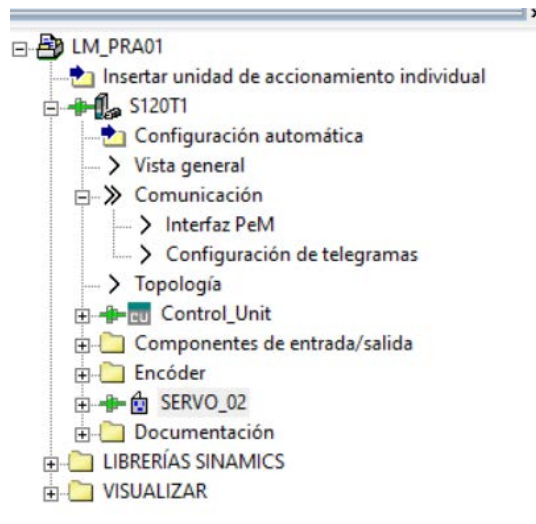 LM_PRA01
Insertar unidad de accionamiento individual
S120T1
Configuración automática
Vista general
Comunicación
Interfaz PeM
Configuración de telegramas
Topología
CU Control_Unit
Componentes de entrada/salida
Encóder
SERVO_02
Documentación
LIBRERÍAS SINAMICS
VISUALIZAR